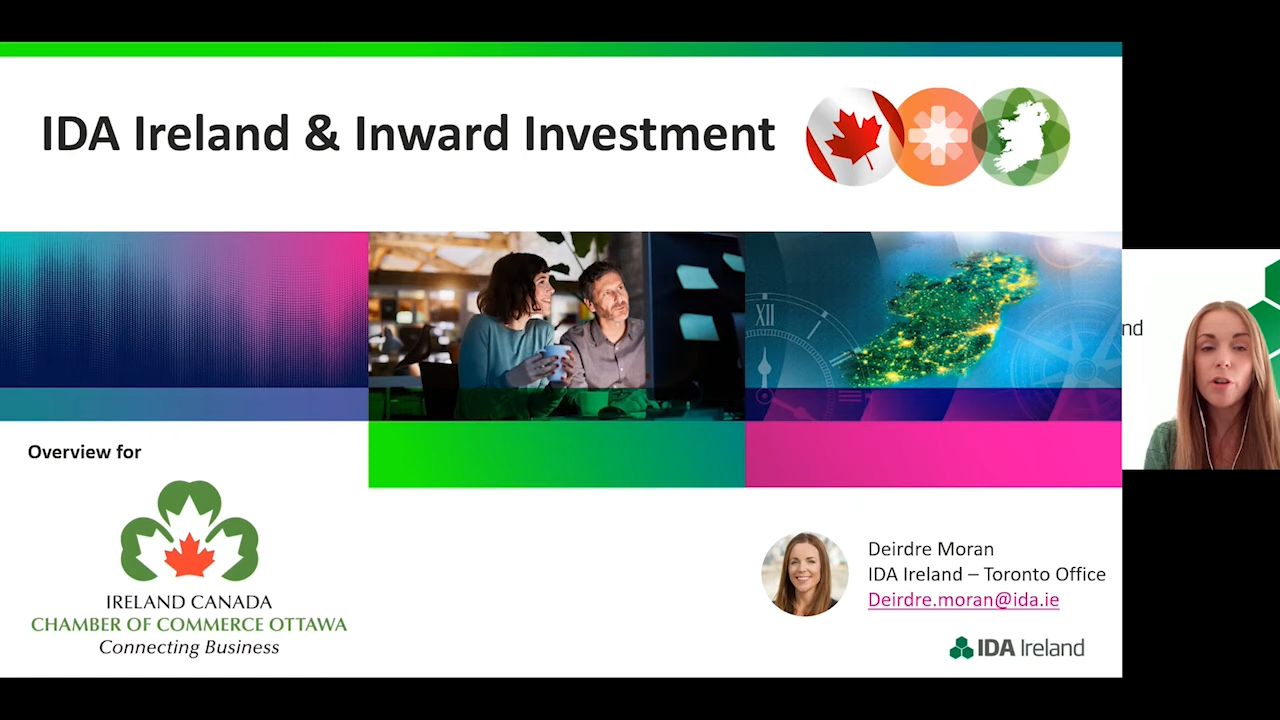 IDA Ireland & Inward Investment
XII
nd
Overview for
IRELAND CANADA
CHAMBER OF COMMERCE OTTAWA
Connecting Business
Deirdre Moran
IDA Ireland – Toronto Office
Deirdre.moran@ida.ie
IDA Ireland